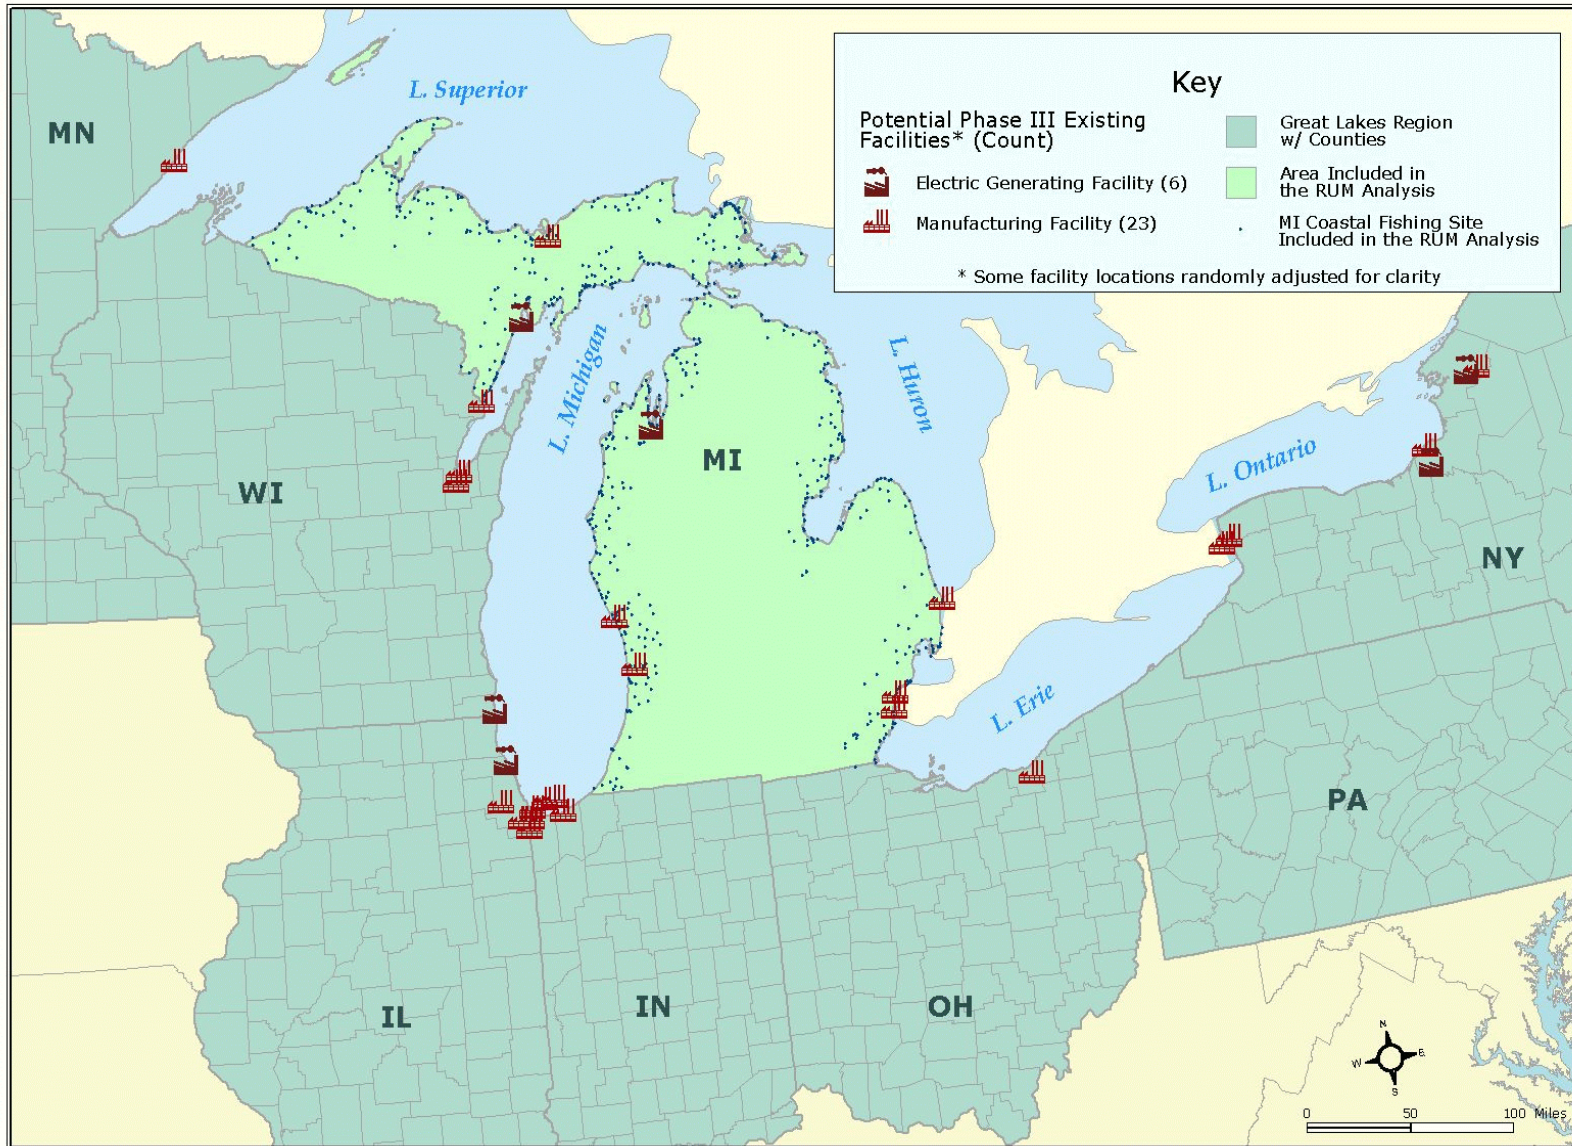 Key
Potential Phase III Existing
Facilities* (Count)
Electric Generating Facility (6)
Manufacturing Facility (23)
Great Lakes Region
w/ Counties
Area Included in
the RUM Analysis
MI Coastal Fishing Site
Included in the RUM Analysis
* Some facility locations randomly adjusted for clarity
L. Superior
MN
L. Michigan
L. Huron
MI
WI
L. Ontario
NY
L. Erie
PA
IL
IN
OH
N
W
E
S
0 50 100 Miles